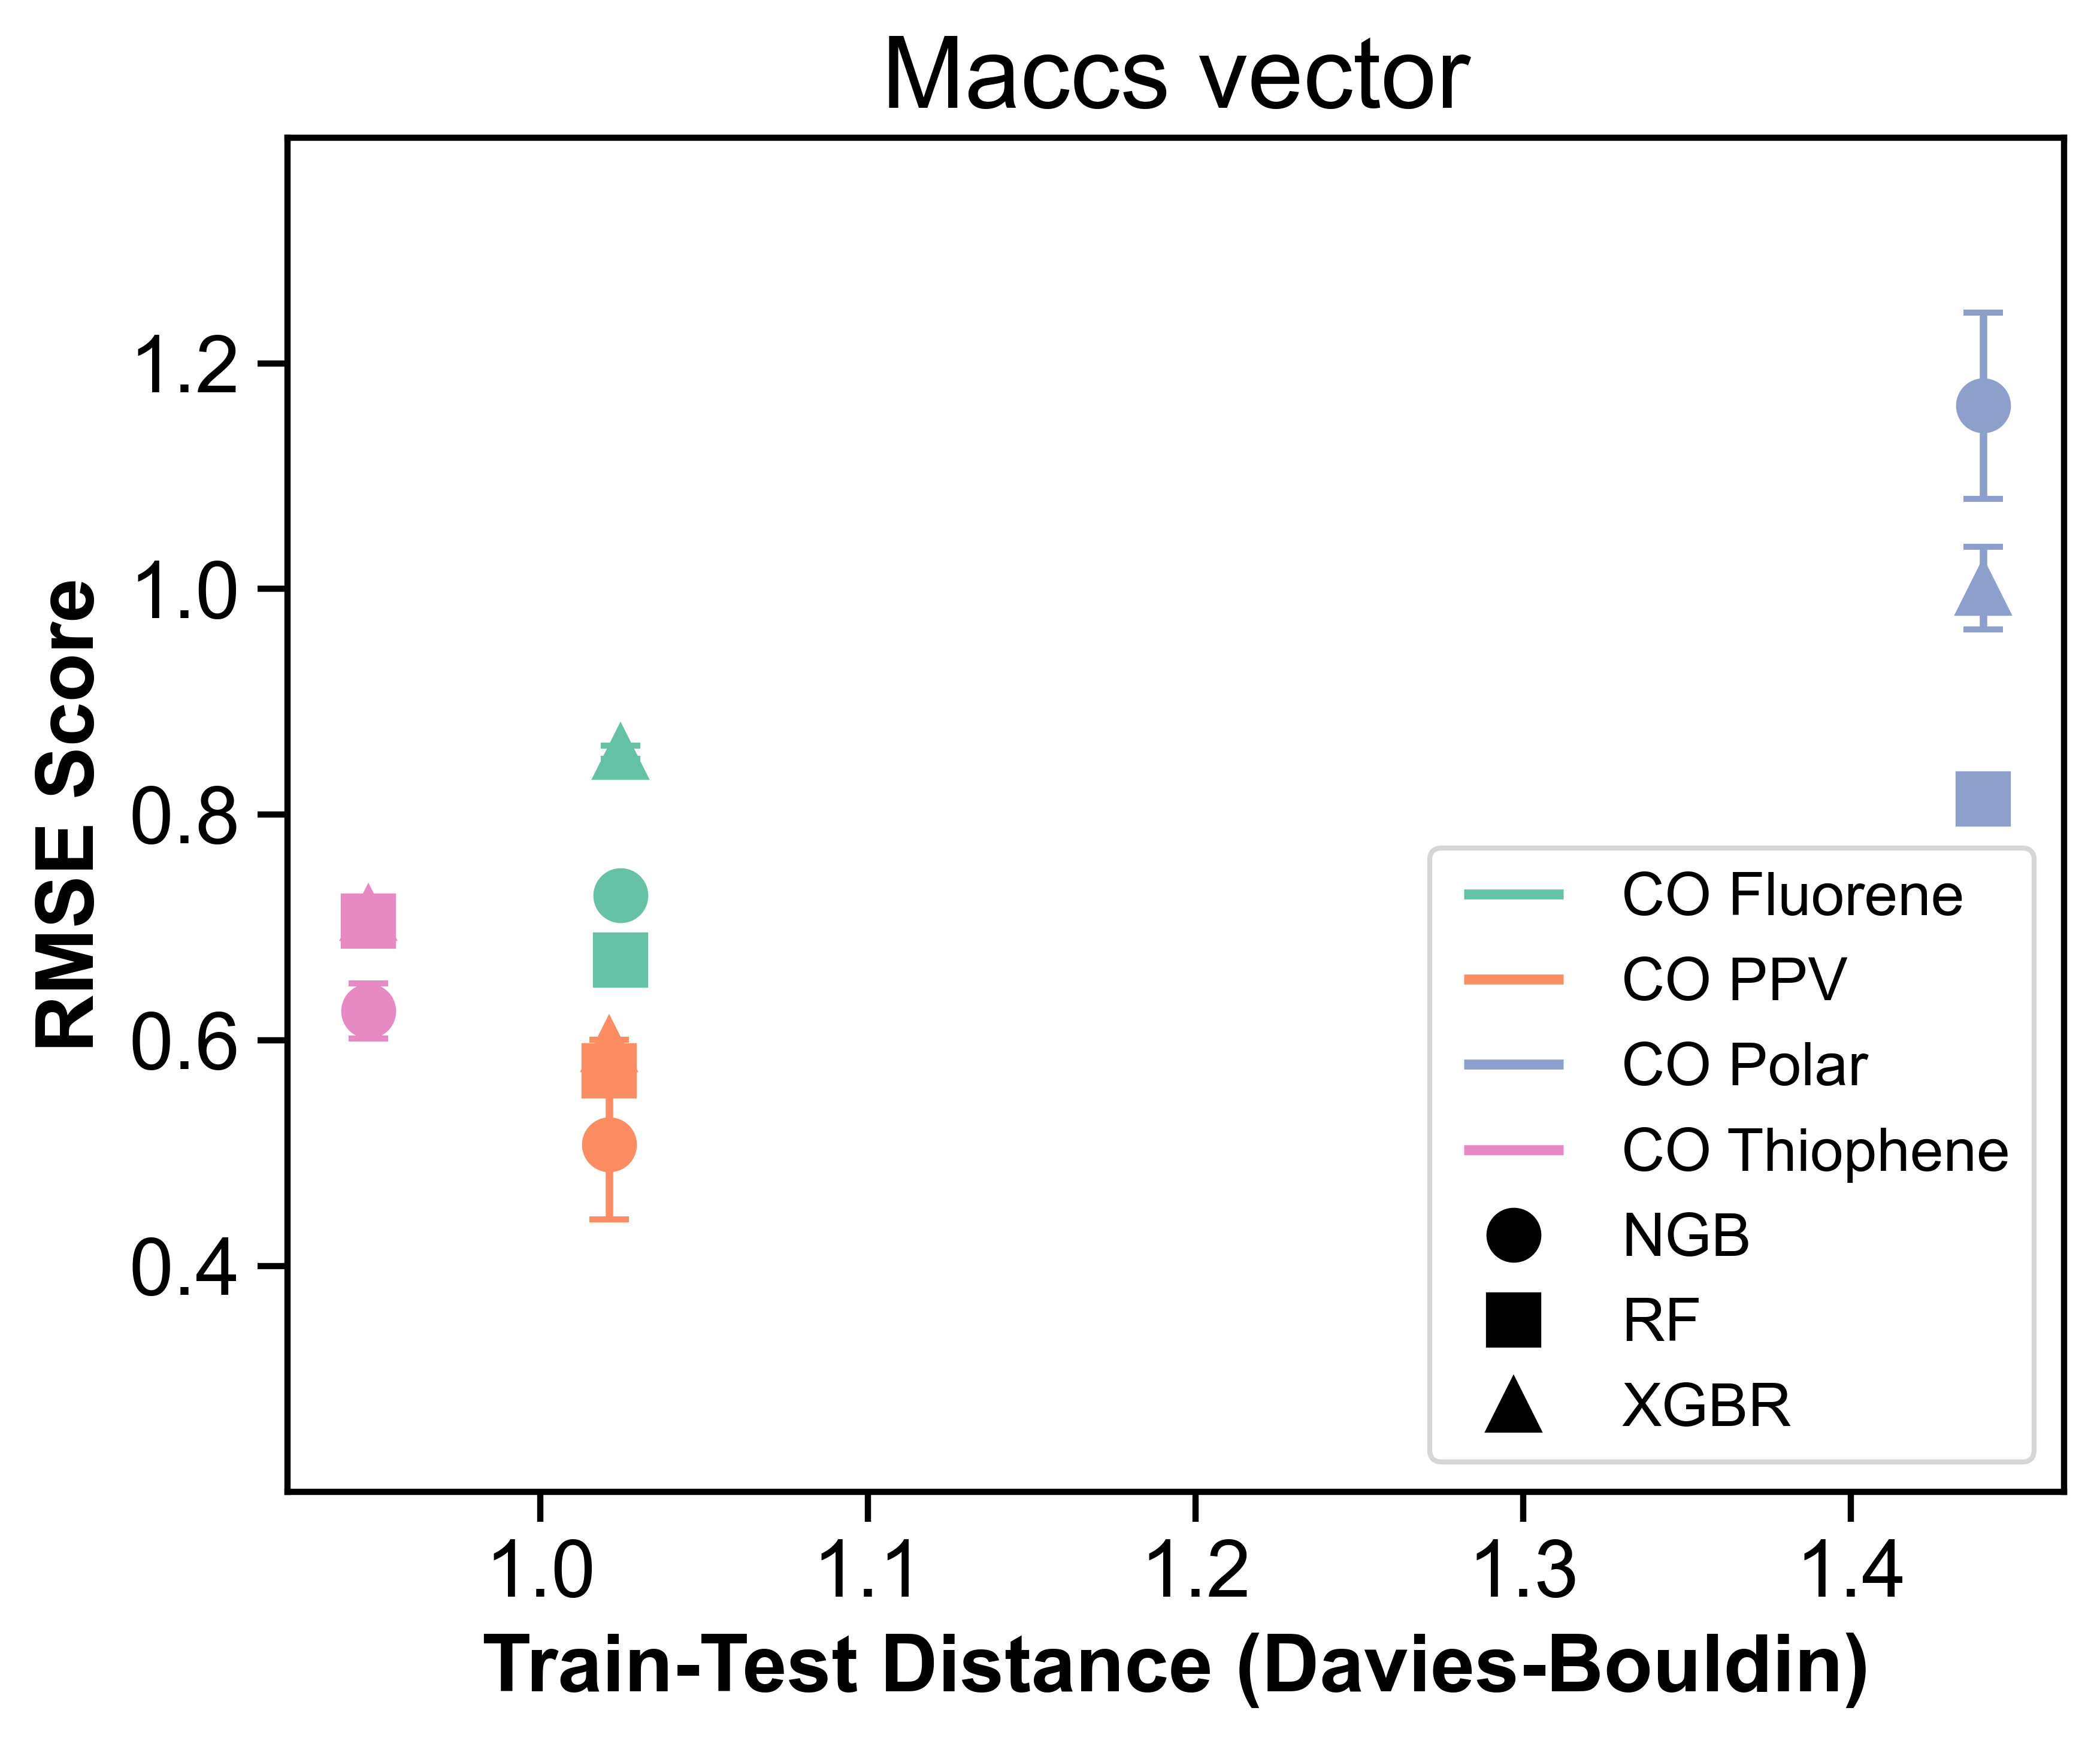 Maccs vector
RMSE Score
1.2
1.0
0.8
0.6
0.4
CO Fluorene
CO PPV
CO Polar
CO Thiophene
NGB
RF
XGBR
1.0 1.1 1.2 1.3 1.4
Train-Test Distance (Davies-Bouldin)